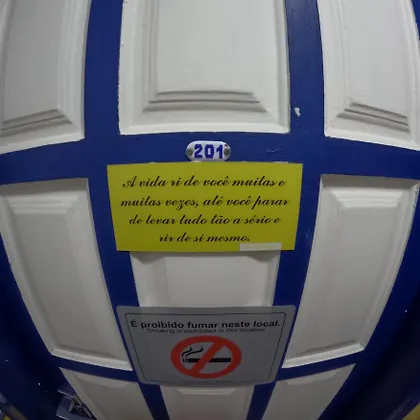 201
A vida ri de você muitas e
muitas vezes, até você parar
de levar tudo tão a sério e
rir de si mesmo.
É proibido fumar neste local.
Smoking is prohibited in this location